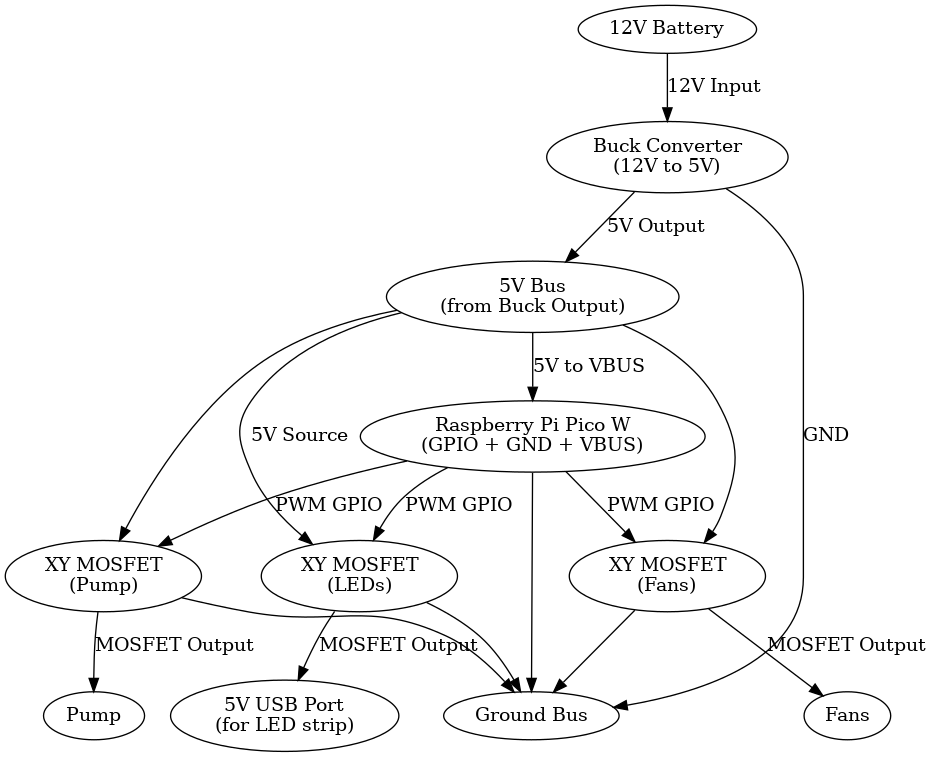 12V Battery
12V Input
Buck Converter
(12V to 5V)
5V Output
5V Bus
(from Buck Output)
5V to VBUS
5V Source
Raspberry Pi Pico W
(GPIO + GND + VBUS)
GND
PWM GPIO
PWM GPIO
PWM GPIO
XY MOSFET
(Pump)
XY MOSFET
(LEDs)
XY MOSFET
(Fans)
MOSFET Output
MOSFET Output
MOSFET Output
Pump
5V USB Port
(for LED strip)
Ground Bus
Fans